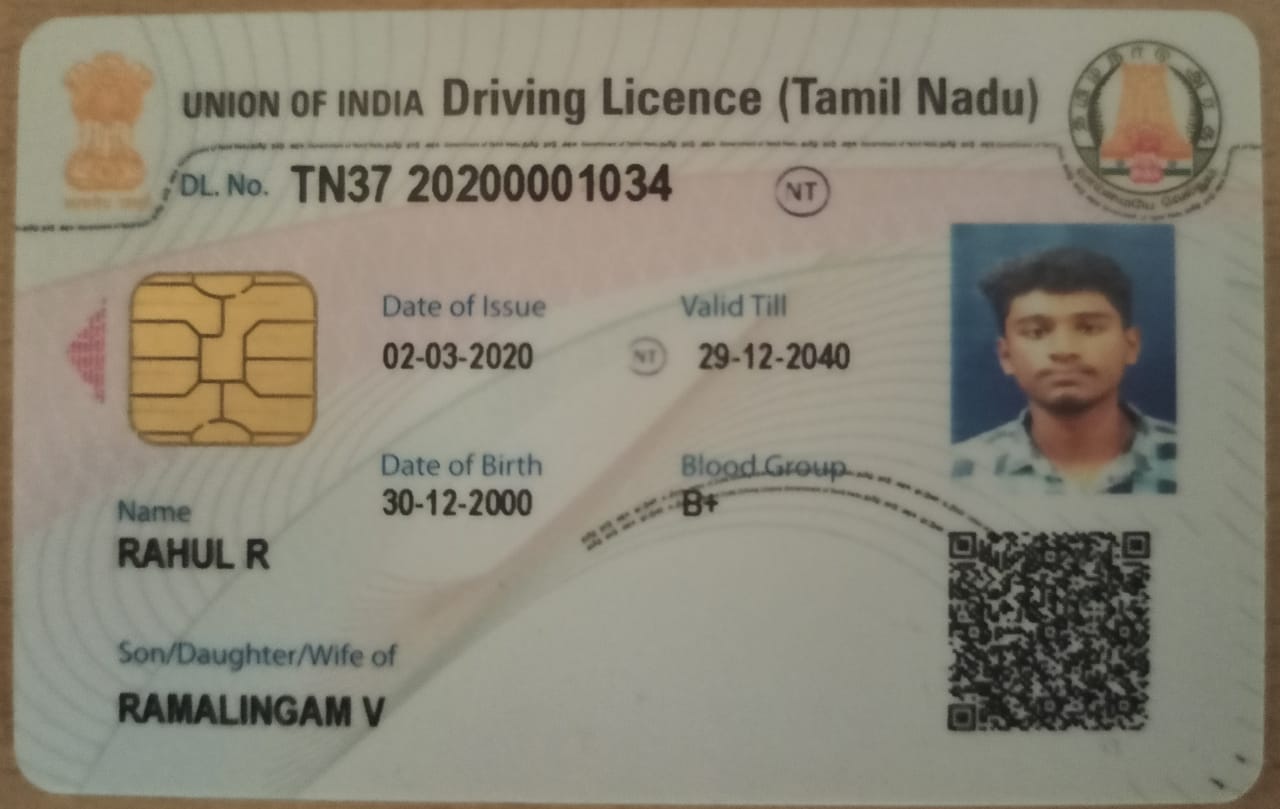 UNION OF INDIA Driving Licence (Tamil Nadu)
DL. No. TN37 20200001034 NT
Date of Issue Valid Till
02-03-2020 NT 29-12-2040
Date of Birth Blood Group
30-12-2000 B+
Name
RAHUL R
Son/Daughter/Wife of
RAMALINGAM V